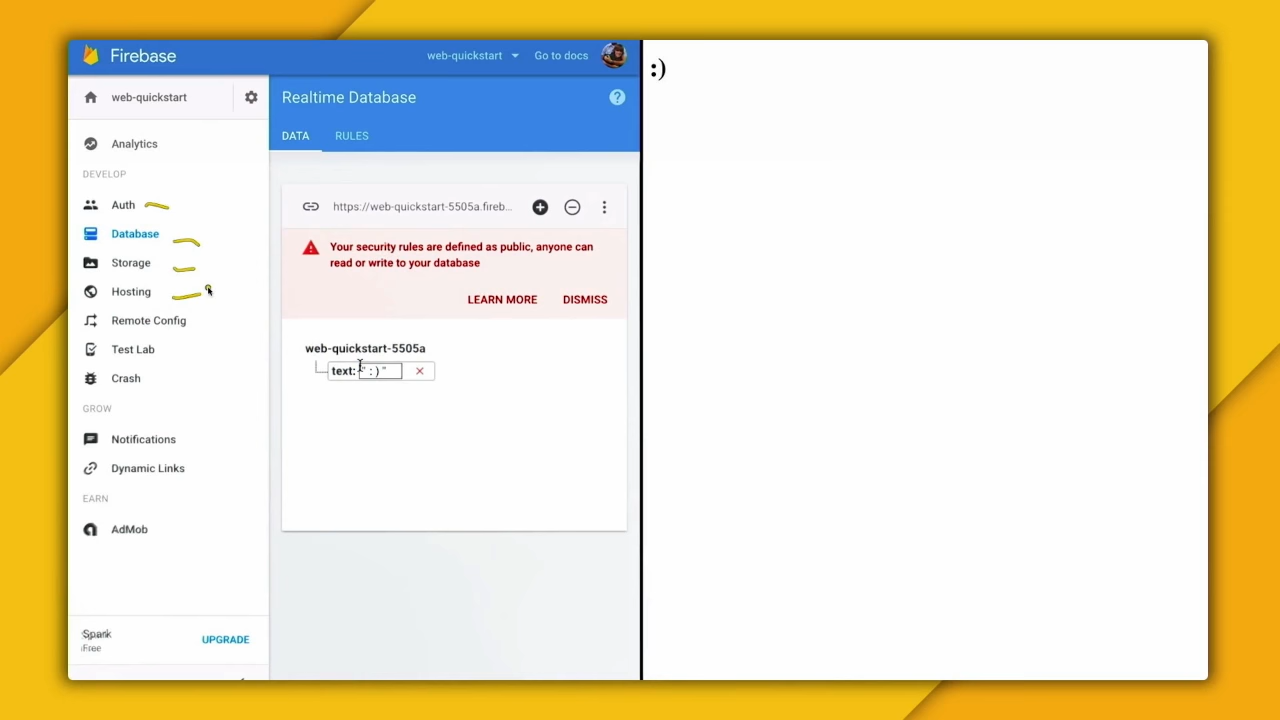 Firebase
web-quickstart
Go to docs
:)
web-quickstart
Realtime Database
DATA
RULES
Analytics
DEVELOP
Auth
Database
Storage
Hosting
Remote Config
Test Lab
Crash
GROW
Notifications
Dynamic Links
EARN
AdMob
Spark
Free
UPGRADE
https://web-quickstart-5505a.fireb...
Your security rules are defined as public, anyone can
read or write to your database
LEARN MORE
DISMISS
web-quickstart-5505a
text: ":)"